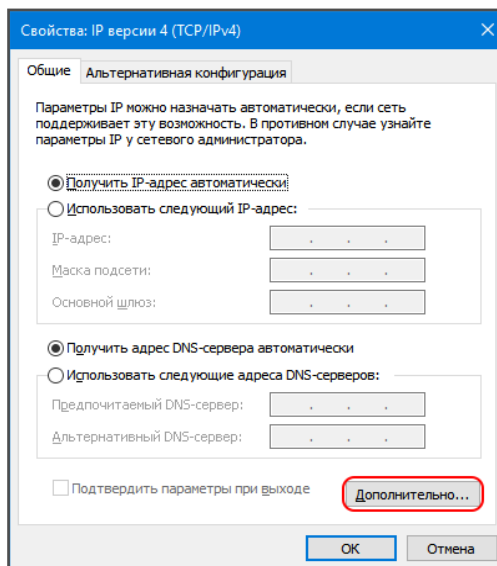 Свойства: IP версии 4 (TCP/IPv4)
Общие Альтернативная конфигурация
Параметры IP можно назначать автоматически, если сеть
поддерживает эту возможность. В противном случае узнайте
параметры IP у сетевого администратора.
Получить IP-адрес автоматически
Использовать следующий IP-адрес:
IP-адрес:
Маска подсети:
Основной шлюз:
Получить адрес DNS-сервера автоматически
Использовать следующие адреса DNS-серверов:
Предпочитаемый DNS-сервер:
Альтернативный DNS-сервер:
Подтвердить параметры при выходе
Дополнительно...
ОК Отмена